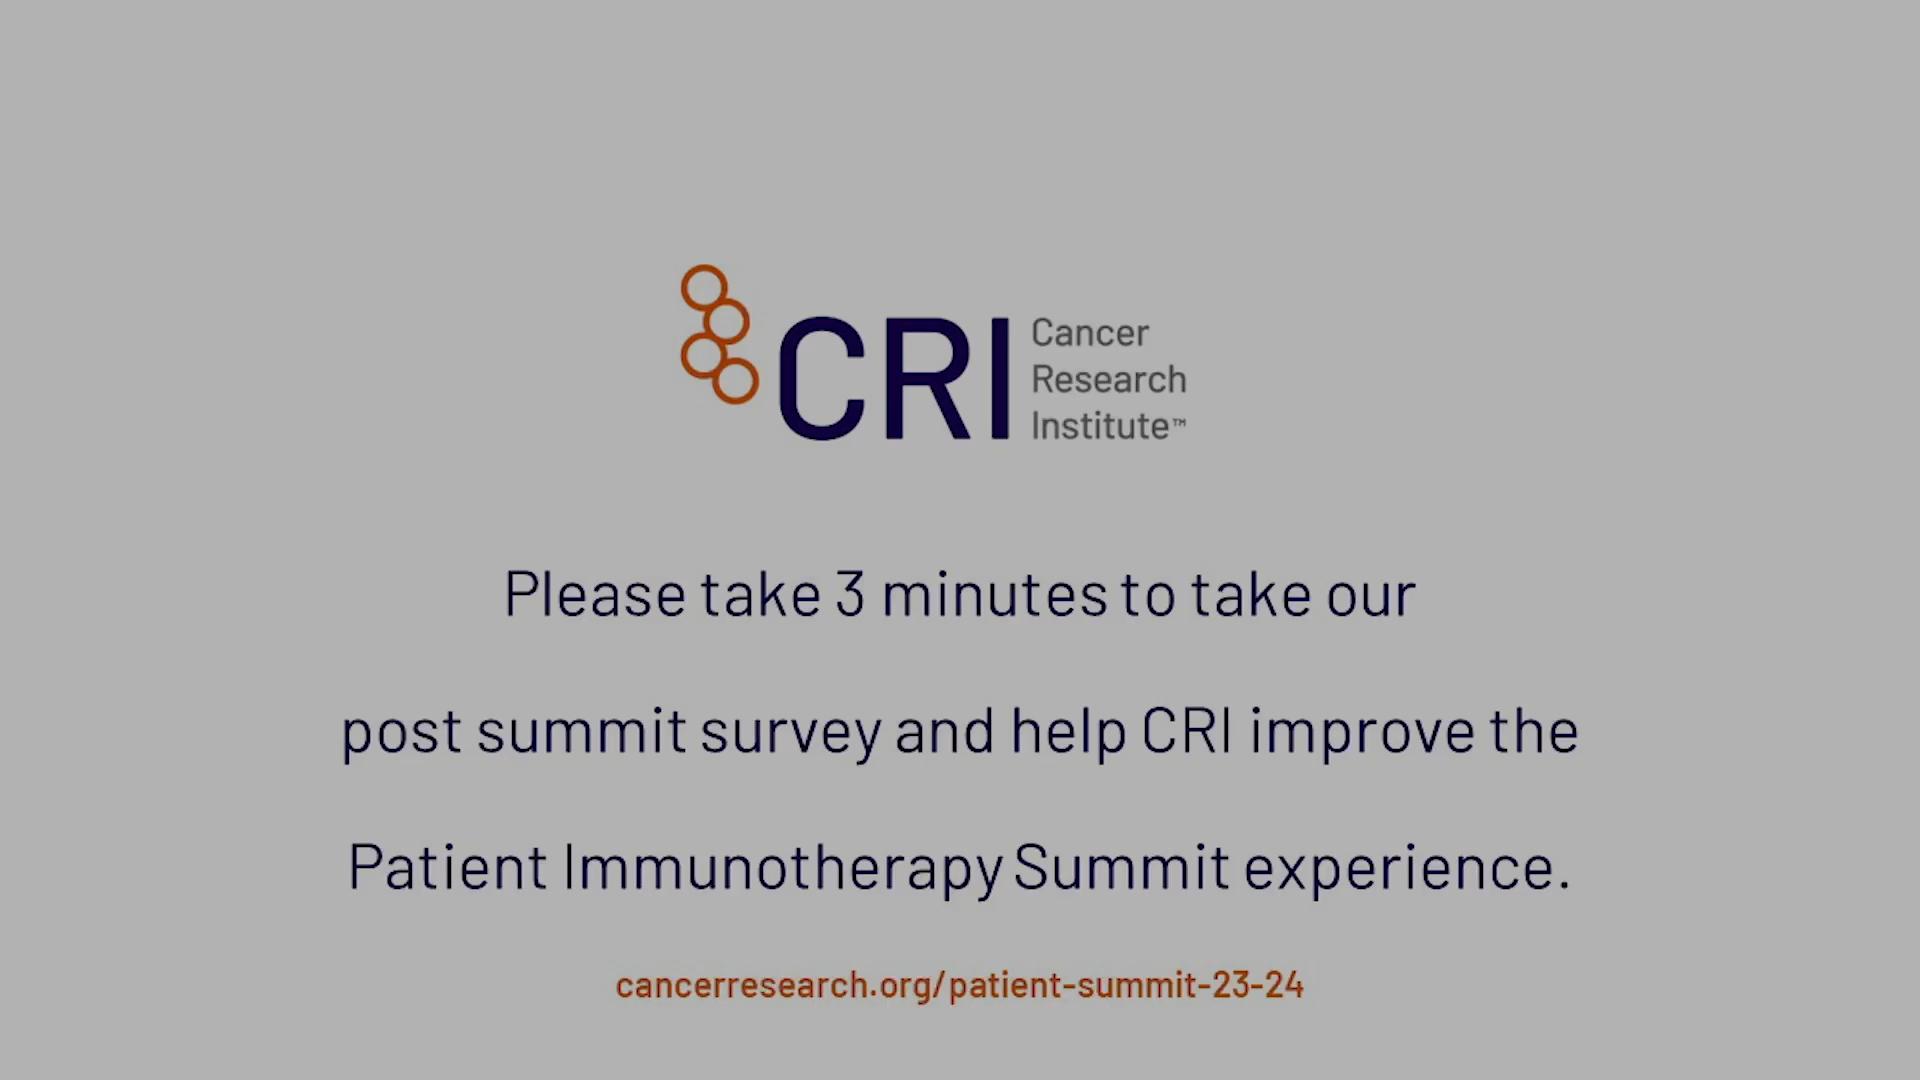 CRI
Cancer
Research
Institute™
Please take 3 minutes to take our
post summit survey and help CRI improve the
Patient Immunotherapy Summit experience.
cancerresearch.org/patient-summit-23-24